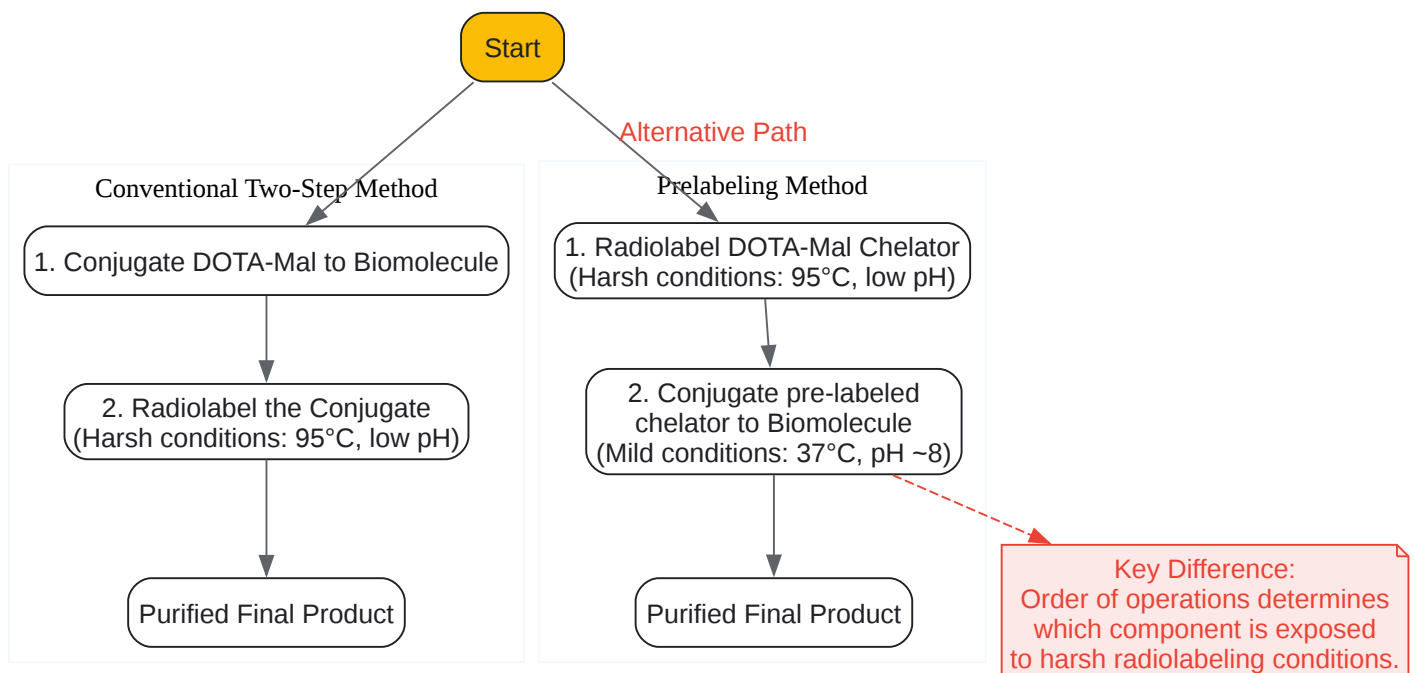 Start
Alternative Path
Conventional Two-Step Method
1. Conjugate DOTA-Mal to Biomolecule
2. Radiolabel the Conjugate
(Harsh conditions: 95°C, low pH)
Purified Final Product
Prelabeling Method
1. Radiolabel DOTA-Mal Chelator
(Harsh conditions: 95°C, low pH)
2. Conjugate pre-labeled
chelator to Biomolecule
(Mild conditions: 37°C, pH ~8)
Purified Final Product
Key Difference:
Order of operations determines
which component is exposed
to harsh radiolabeling conditions.